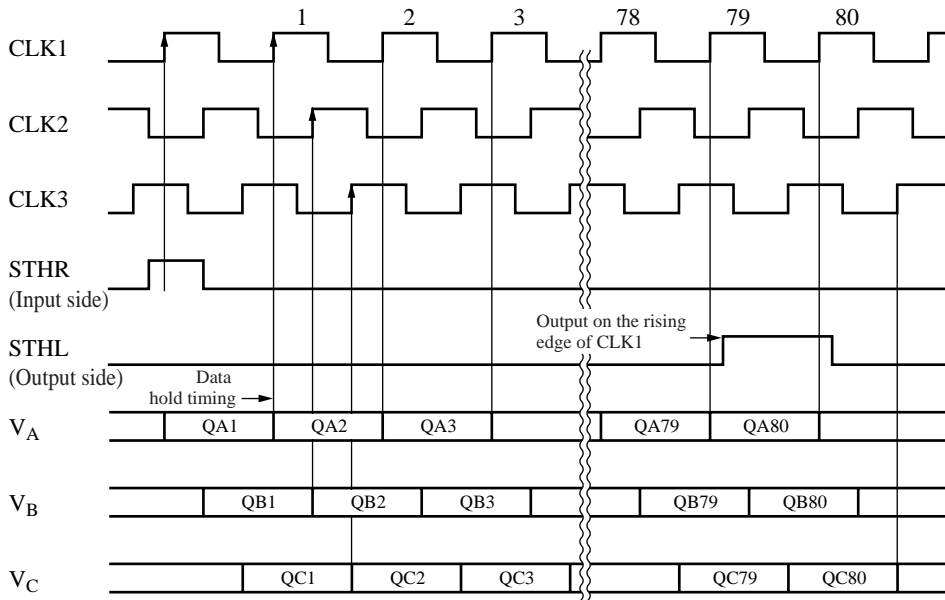 1 2 3 78 79 80
CLK1
CLK2
CLK3
STHR
(Input side)
Output on the rising
edge of CLK1
STHL
(Output side)
Data
hold timing
VA QA1 QA2 QA3 QA79 QA80
VB QB1 QB2 QB3 QB79 QB80
VC QC1 QC2 QC3 QC79 QC80